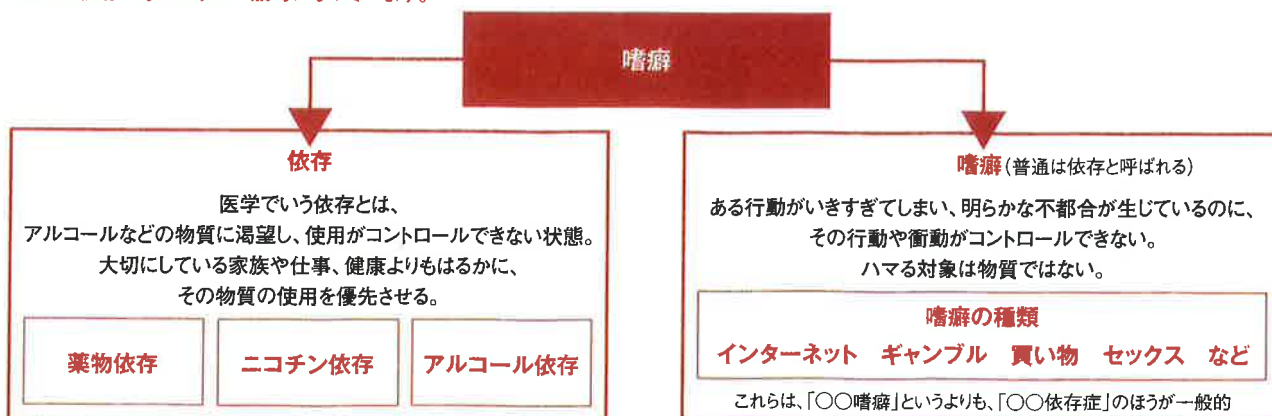 嗜癖
依存
医学でいう依存とは、
アルコールなどの物質に渇望し、使用がコントロールできない状態。
大切にしている家族や仕事、健康よりもはるかに、
その物質の使用を優先させる。
薬物依存
ニコチン依存
アルコール依存
嗜癖(普通は依存と呼ばれる)
ある行動がいきすぎてしまい、明らかな不都合が生じているのに、
その行動や衝動がコントロールできない。
ハマる対象は物質ではない。
嗜癖の種類
インターネット ギャンブル 買い物 セックス など
これらは、「〇〇嗜癖」というよりも、「〇〇依存症」のほうが一般的